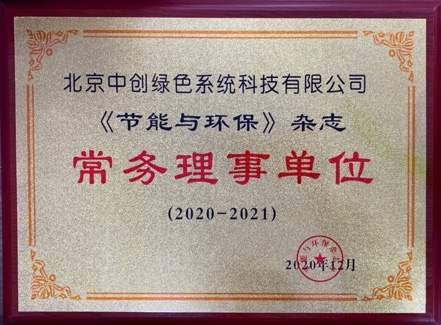 北京中创绿色系统科技有限公司
《节能与环保》杂志
常务理事单位
(2020-2021)
2020年12月